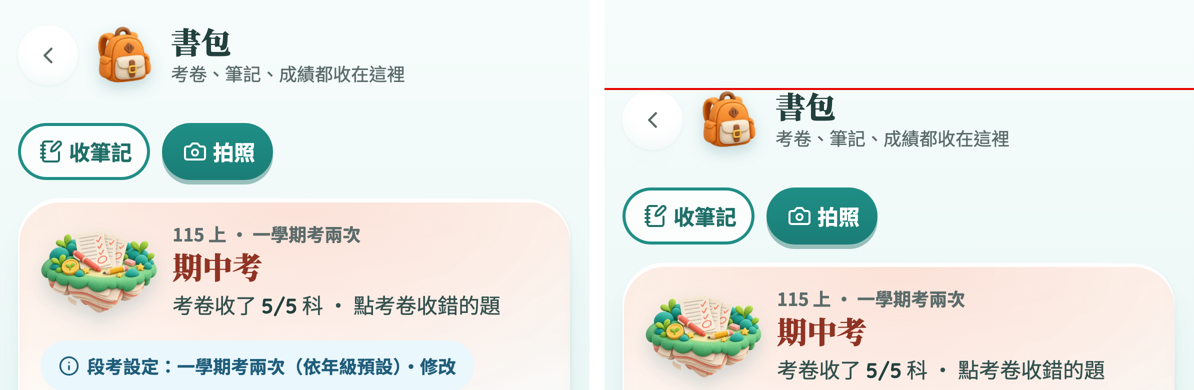 書包
考卷、筆記、成績都收在這裡
收筆記
拍照
115 上 · 一學期考兩次
期中考
考卷收了 5/5 科 · 點考卷收錯的題
段考設定：一學期考兩次（依年級預設）· 修改
書包
考卷、筆記、成績都收在這裡
收筆記
拍照
115 上 · 一學期考兩次
期中考
考卷收了 5/5 科 · 點考卷收錯的題